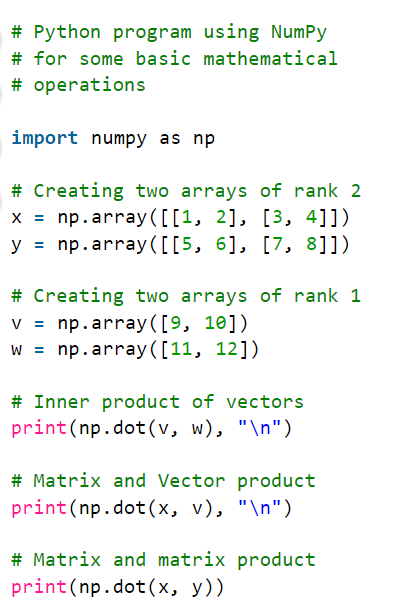 # Python program using NumPy
# for some basic mathematical
# operations
import numpy as np
# Creating two arrays of rank 2
x = np.array([[1, 2], [3, 4]])
y = np.array([[5, 6], [7, 8]])
# Creating two arrays of rank 1
v = np.array([9, 10])
w = np.array([11, 12])
# Inner product of vectors
print(np.dot(v, w), "\n")
# Matrix and Vector product
print(np.dot(x, v), "\n")
# Matrix and matrix product
print(np.dot(x, y))